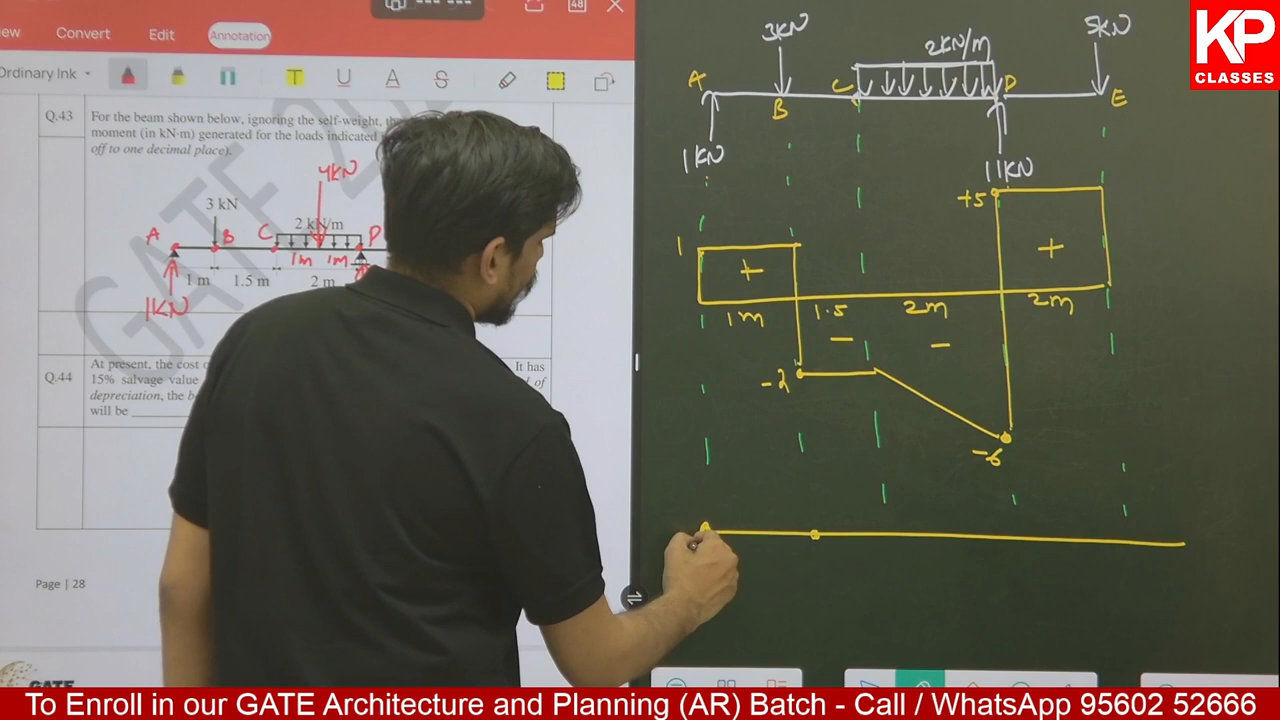 ew Convert Edit Annotation
Ordinary Ink
48
Q.43
For the beam shown below, ignoring the self-weight,
moment (in kN·m) generated for the loads indicated
off to one decimal place).
4KN
3 kN
2 kN/m
A B C D
1m 1m
1 m 1.5 m 2 m
1KN
Q.44
At present, the cost
It has
15% salvage value
d of
depreciation, the
will be
Page | 28
GATE
KP
CLASSES
3KN
2KN/m
5KN
A B C D E
1KN
11KN
+5
1
+
+
1m 1.5 2m 2m
-
-
-2
-6
To Enroll in our GATE Architecture and Planning (AR) Batch - Call / WhatsApp 95602 52666